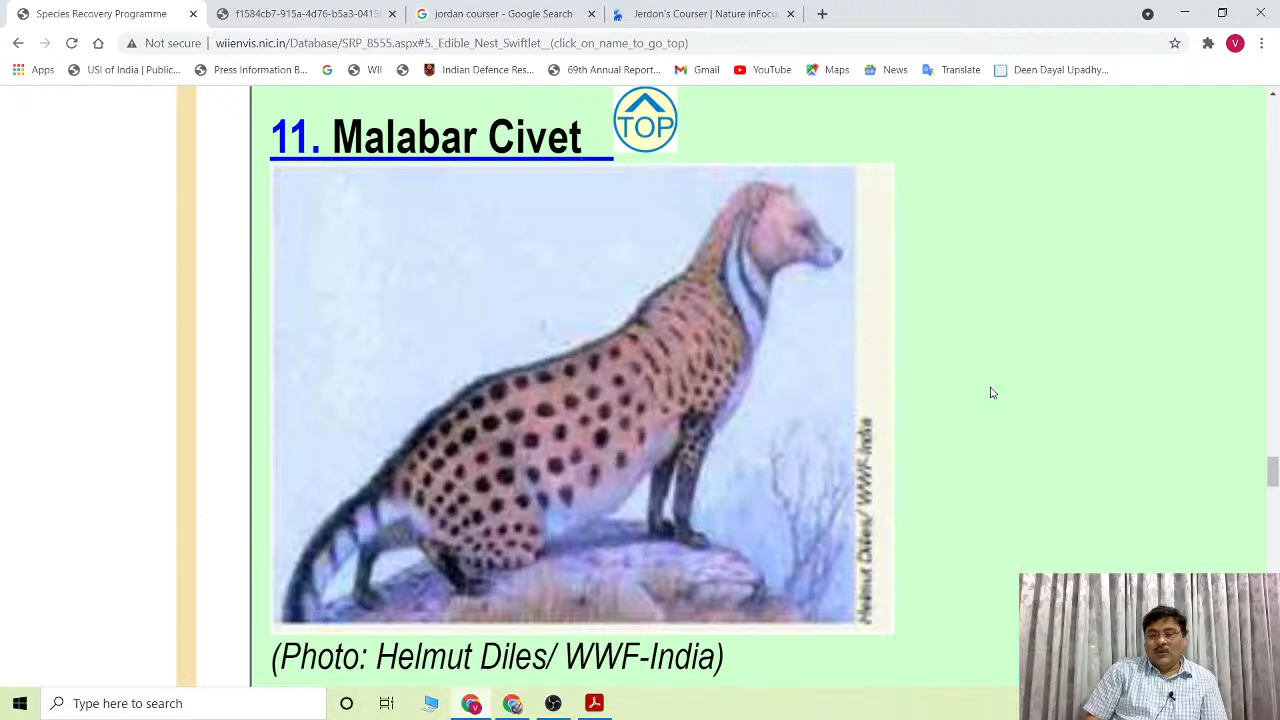 Species Recovery Programme
f1584cb7-915a-4d76-b5a3-0415
jordan courser - Google Search
Jerdon's Courser | Nature inFocu
Not secure
wiienvis.nic.in/Database/SRP_8555.aspx#5._Edible_Nest_Swiftlet_(click_on_name_to_go_top)
V
Apps
USI of India | Public...
Press Information B...
WII
Indian Defence Res...
69th Annual Report...
Gmail
YouTube
Maps
News
Translate
Deen Dayal Upadhy...
11. Malabar Civet
TOP
Helmut Diles/ WWF-India
(Photo: Helmut Diles/ WWF-India)
Type here to search